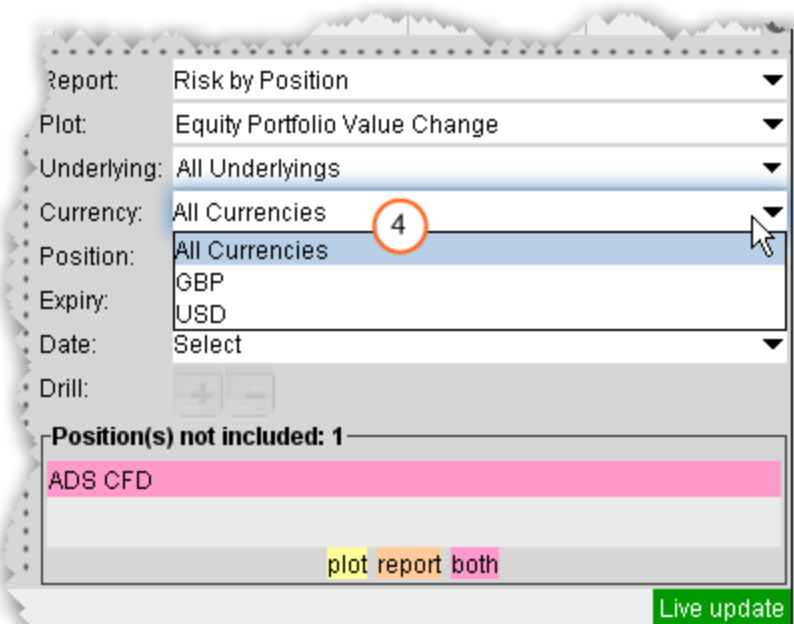 Report: Risk by Position
Plot: Equity Portfolio Value Change
Underlying: All Underlyings
Currency: All Currencies
4
All Currencies
Position:
GBP
Expiry:
USD
Date: Select
Drill: + -
Position(s) not included: 1
ADS CFD
plot report both
Live update